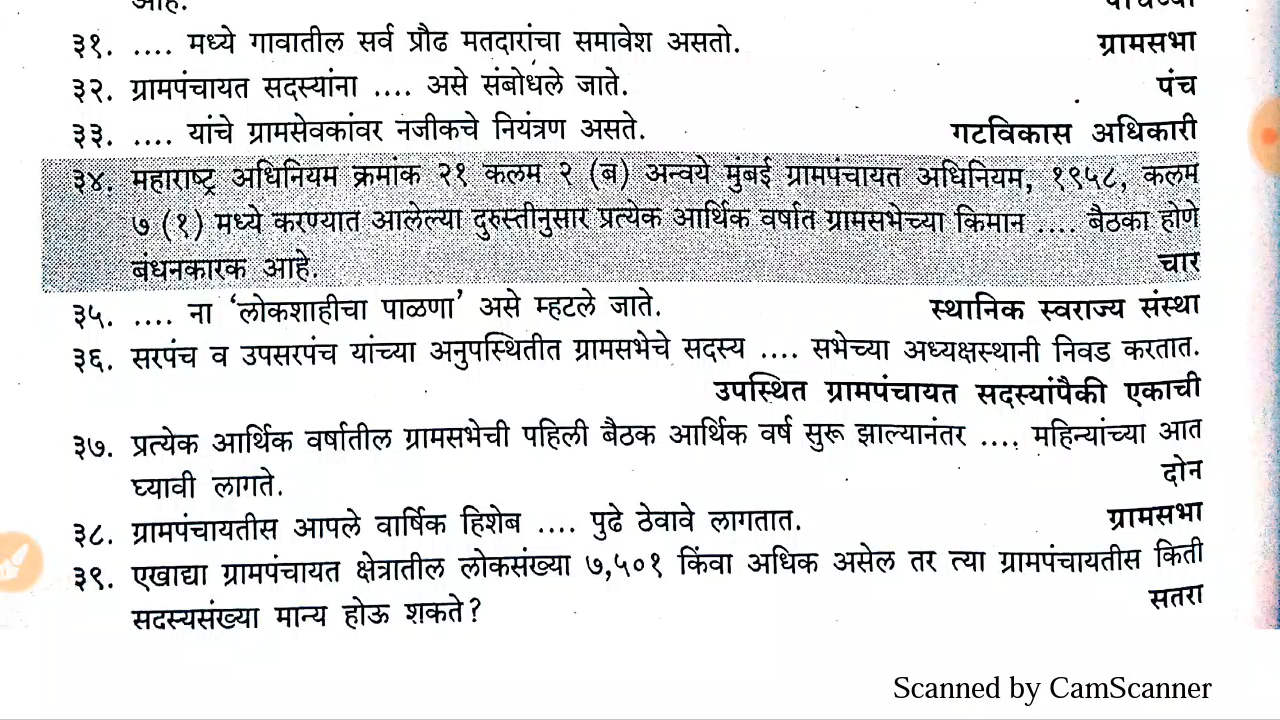 आहे. पाचव्या
३१. .... मध्ये गावातील सर्व प्रौढ मतदारांचा समावेश असतो. ग्रामसभा
३२. ग्रामपंचायत सदस्यांना .... असे संबोधले जाते. पंच
३३. .... यांचे ग्रामसेवकांवर नजीकचे नियंत्रण असते. गटविकास अधिकारी
३४. महाराष्ट्र अधिनियम क्रमांक २१ कलम २ (ब) अन्वये मुंबई ग्रामपंचायत अधिनियम, १९५८, कलम
७ (१) मध्ये करण्यात आलेल्या दुरुस्तीनुसार प्रत्येक आर्थिक वर्षात ग्रामसभेच्या किमान .... बैठका होणे
बंधनकारक आहे. चार
३५. .... ना ‘लोकशाहीचा पाळणा’ असे म्हटले जाते. स्थानिक स्वराज्य संस्था
३६. सरपंच व उपसरपंच यांच्या अनुपस्थितीत ग्रामसभेचे सदस्य .... सभेच्या अध्यक्षस्थानी निवड करतात.
उपस्थित ग्रामपंचायत सदस्यांपैकी एकाची
३७. प्रत्येक आर्थिक वर्षातील ग्रामसभेची पहिली बैठक आर्थिक वर्ष सुरू झाल्यानंतर .... महिन्यांच्या आत
घ्यावी लागते. दोन
३८. ग्रामपंचायतीस आपले वार्षिक हिशेब .... पुढे ठेवावे लागतात. ग्रामसभा
३९. एखाद्या ग्रामपंचायत क्षेत्रातील लोकसंख्या ७,५०१ किंवा अधिक असेल तर त्या ग्रामपंचायतीस किती
सदस्यसंख्या मान्य होऊ शकते? सतरा
Scanned by CamScanner